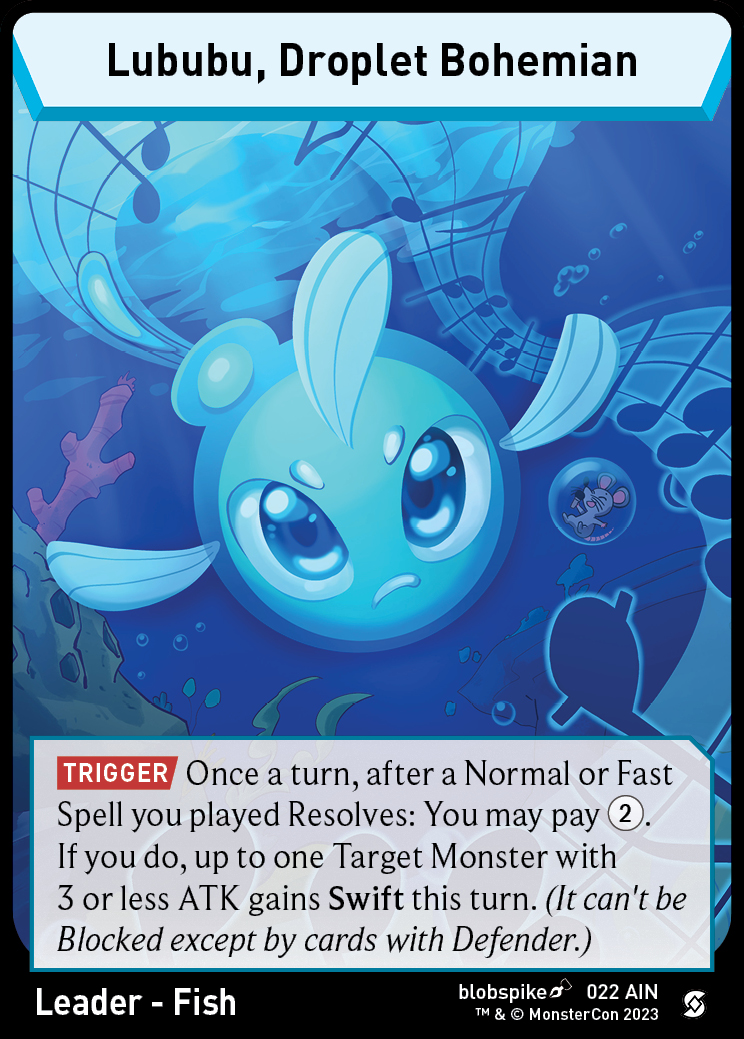 Lububu, Droplet Bohemian
TRIGGER Once a turn, after a Normal or Fast
Spell you played Resolves: You may pay 2.
If you do, up to one Target Monster with
3 or less ATK gains Swift this turn. (It can't be
Blocked except by cards with Defender.)
Leader - Fish
blobspike 022 AIN
™ & © MonsterCon 2023